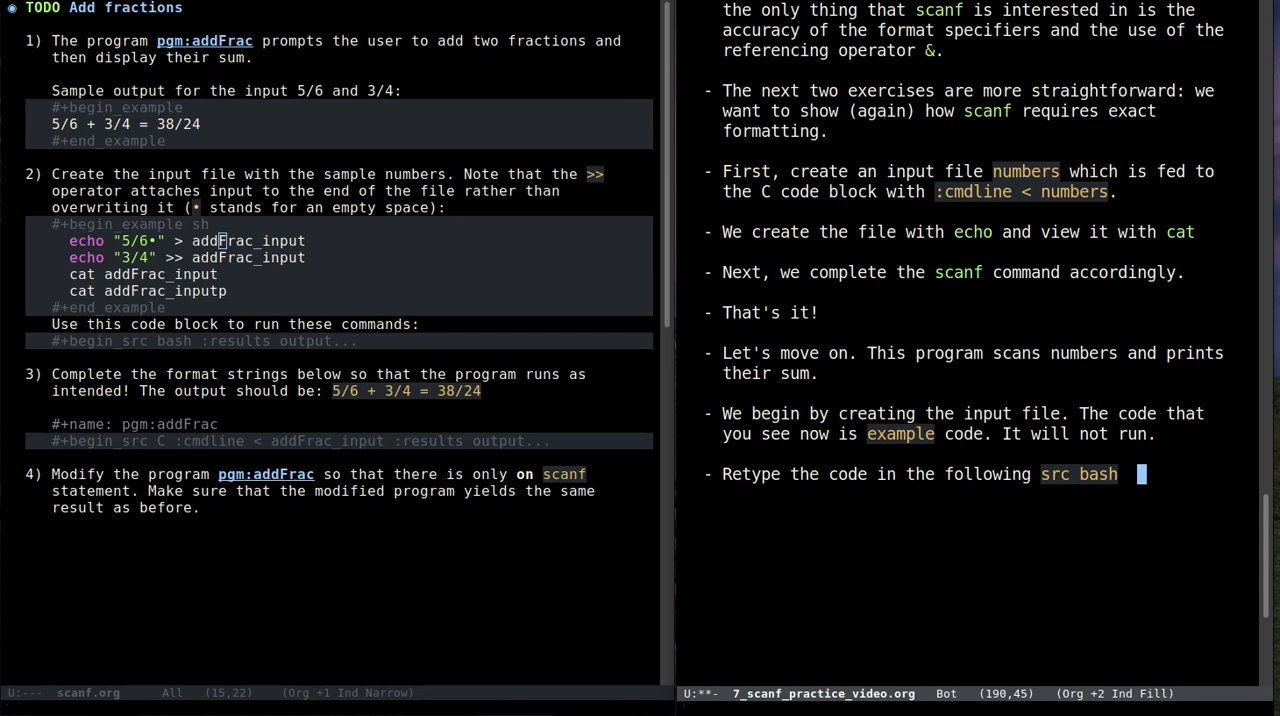 ◉ TODO Add fractions
1) The program pgm:addFrac prompts the user to add two fractions and
then display their sum.
Sample output for the input 5/6 and 3/4:
#+begin_example
5/6 + 3/4 = 38/24
#+end_example
2) Create the input file with the sample numbers. Note that the >>
operator attaches input to the end of the file rather than
overwriting it (• stands for an empty space):
#+begin_example sh
echo "5/6•" > addFrac_input
echo "3/4" >> addFrac_input
cat addFrac_input
cat addFrac_inputp
#+end_example
Use this code block to run these commands:
#+begin_src bash :results output...
3) Complete the format strings below so that the program runs as
intended! The output should be: 5/6 + 3/4 = 38/24
#+name: pgm:addFrac
#+begin_src C :cmdline < addFrac_input :results output...
4) Modify the program pgm:addFrac so that there is only on scanf
statement. Make sure that the modified program yields the same
result as before.
U:--- scanf.org All (15,22) (Org +1 Ind Narrow)
the only thing that scanf is interested in is the
accuracy of the format specifiers and the use of the
referencing operator &.
- The next two exercises are more straightforward: we
want to show (again) how scanf requires exact
formatting.
- First, create an input file numbers which is fed to
the C code block with :cmdline < numbers.
- We create the file with echo and view it with cat
- Next, we complete the scanf command accordingly.
- That's it!
- Let's move on. This program scans numbers and prints
their sum.
- We begin by creating the input file. The code that
you see now is example code. It will not run.
- Retype the code in the following src bash
U:**- 7_scanf_practice_video.org Bot (190,45) (Org +2 Ind Fill)